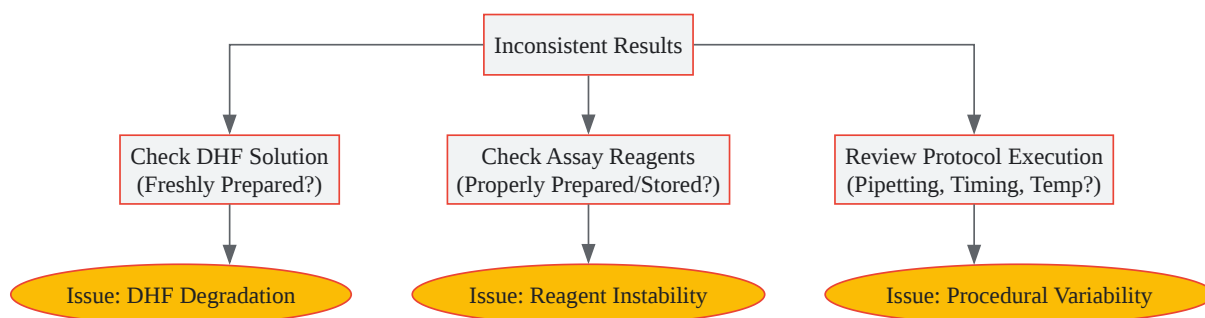 Inconsistent Results
Check DHF Solution
(Freshly Prepared?)
Check Assay Reagents
(Properly Prepared/Stored?)
Review Protocol Execution
(Pipetting, Timing, Temp?)
Issue: DHF Degradation
Issue: Reagent Instability
Issue: Procedural Variability